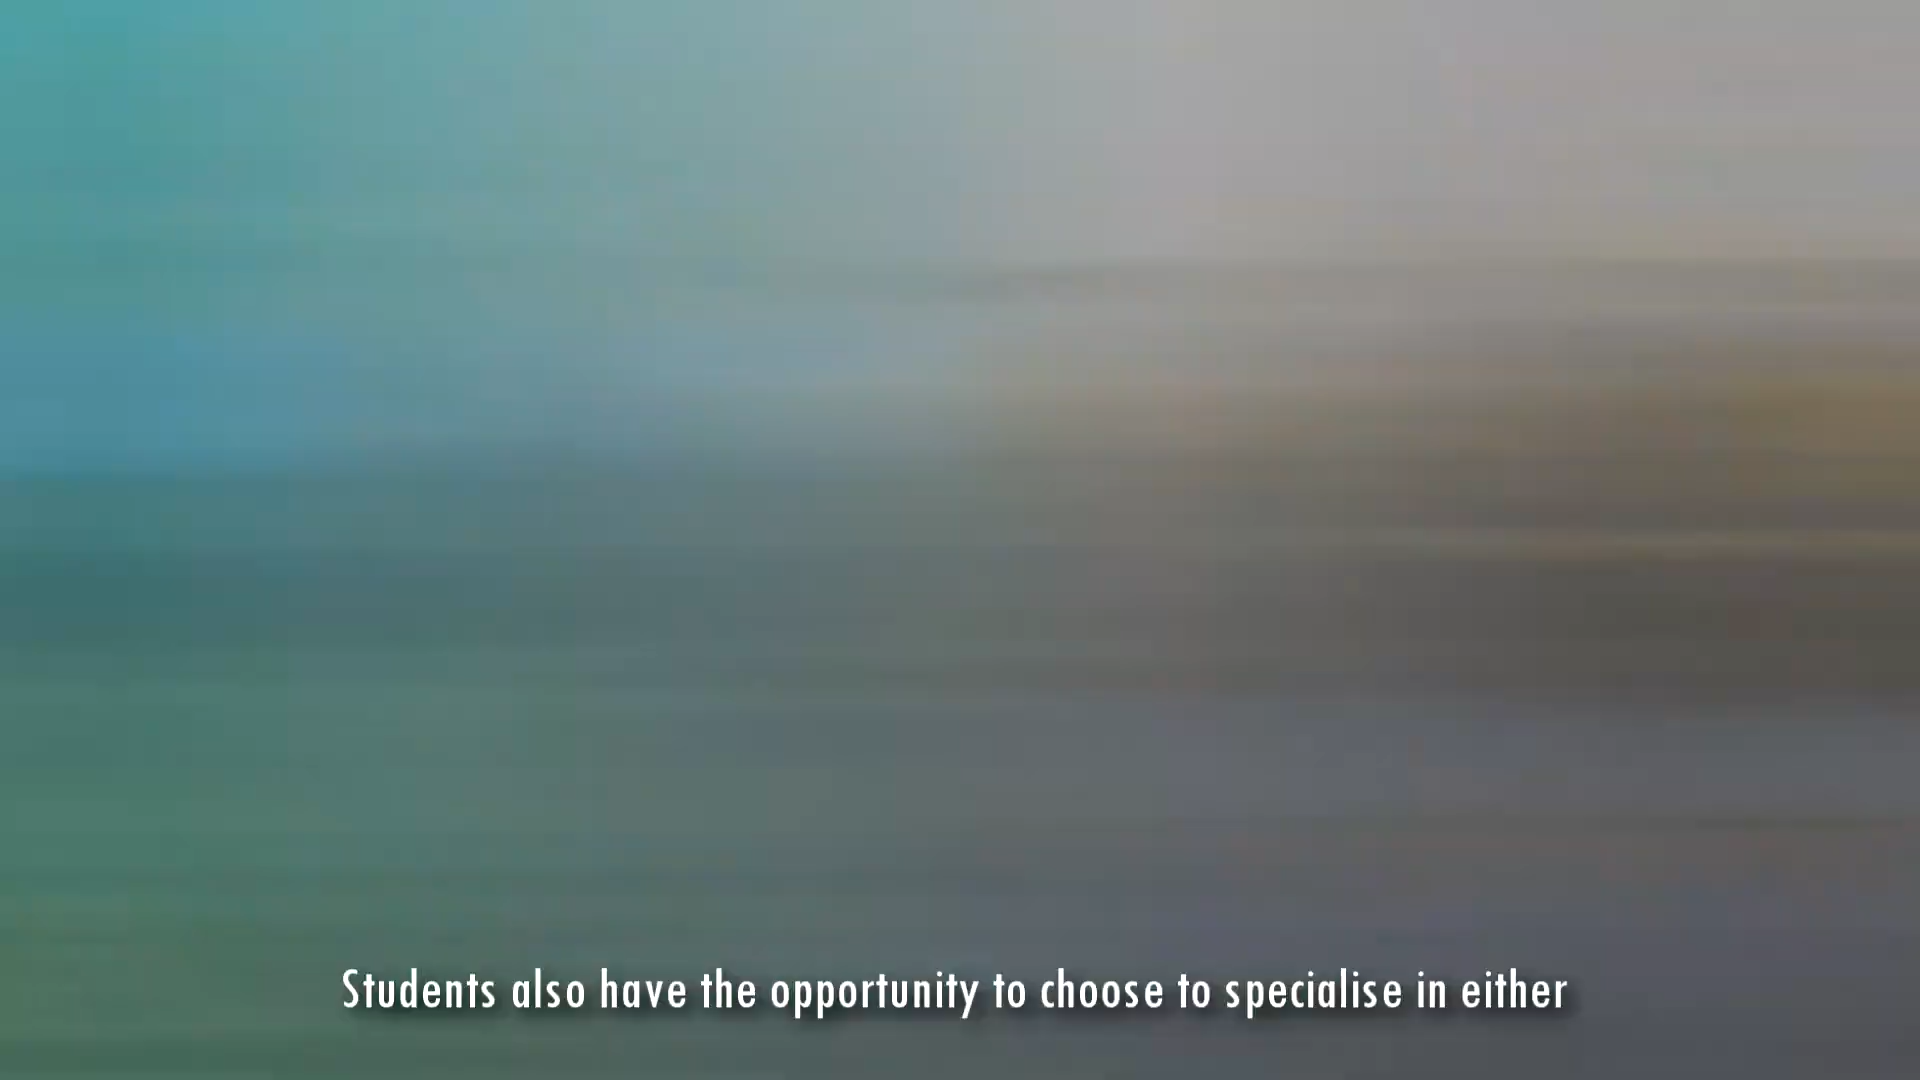 Students also have the opportunity to choose to specialise in either